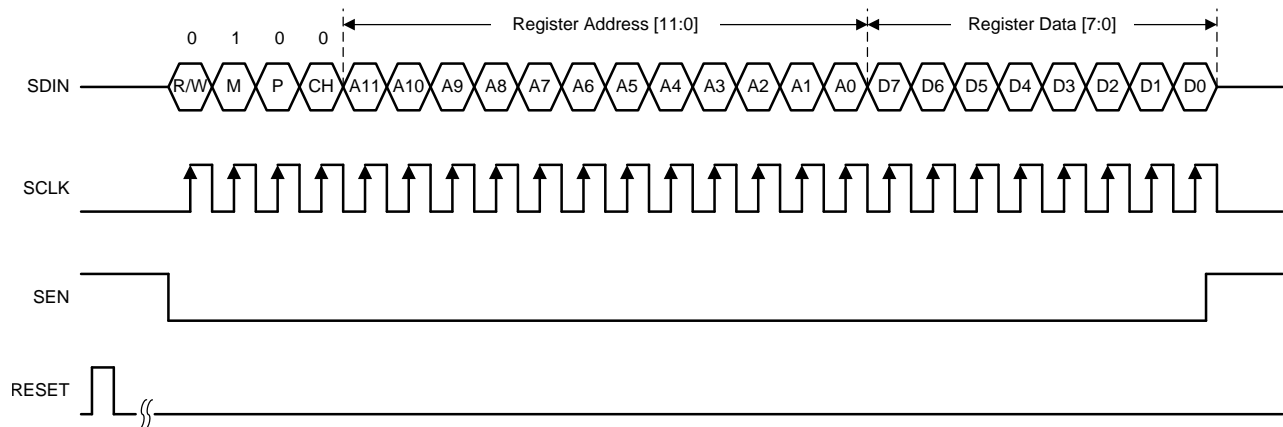 Register Address [11:0] Register Data [7:0]
0 1 0 0
SDIN R/W M P CH A11 A10 A9 A8 A7 A6 A5 A4 A3 A2 A1 A0 D7 D6 D5 D4 D3 D2 D1 D0
SCLK
SEN
RESET